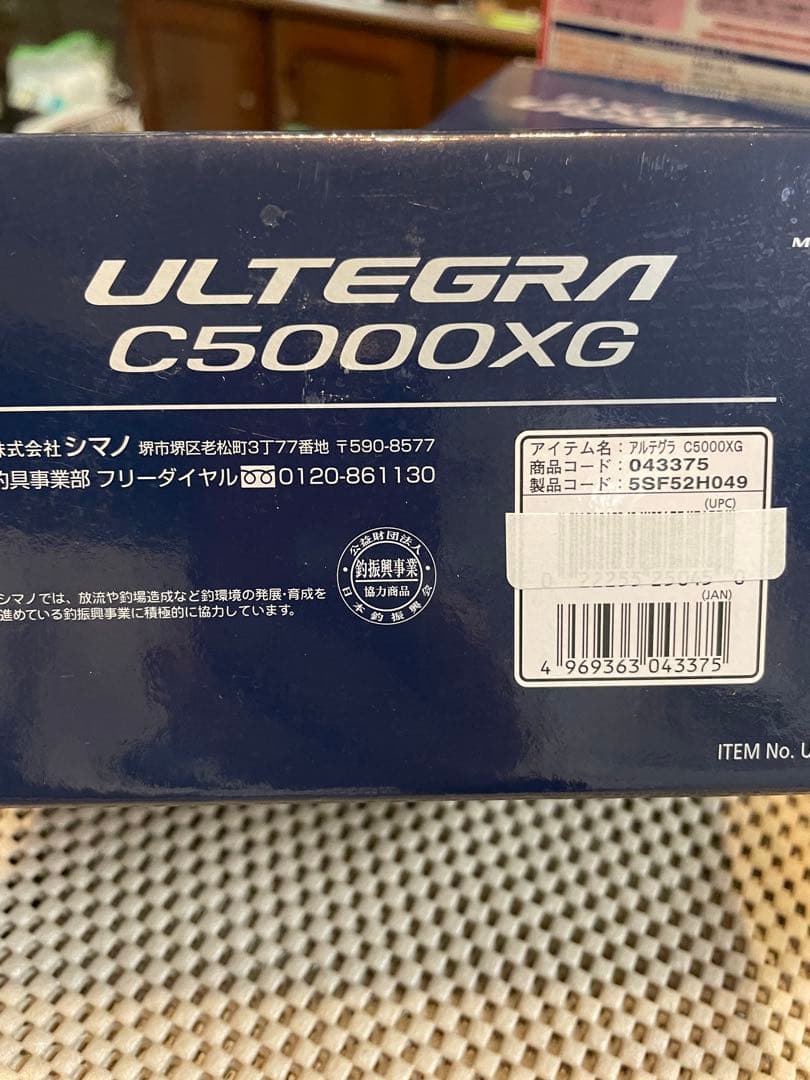 M
ULTEGRA
C5000XG
株式会社 シマノ 堺市堺区老松町3丁77番地 〒590-8577
釣具事業部 フリーダイヤル 0120-861130
公益財団法人
釣振興事業
協力商品
日本釣振興会
シマノでは、放流や釣場造成など釣環境の発展・育成を
進めている釣振興事業に積極的に協力しています。
アイテム名：アルテグラ C5000XG
商品コード：043375
製品コード：5SF52H049
(UPC)
(JAN)
4 969363 043375
ITEM No. U